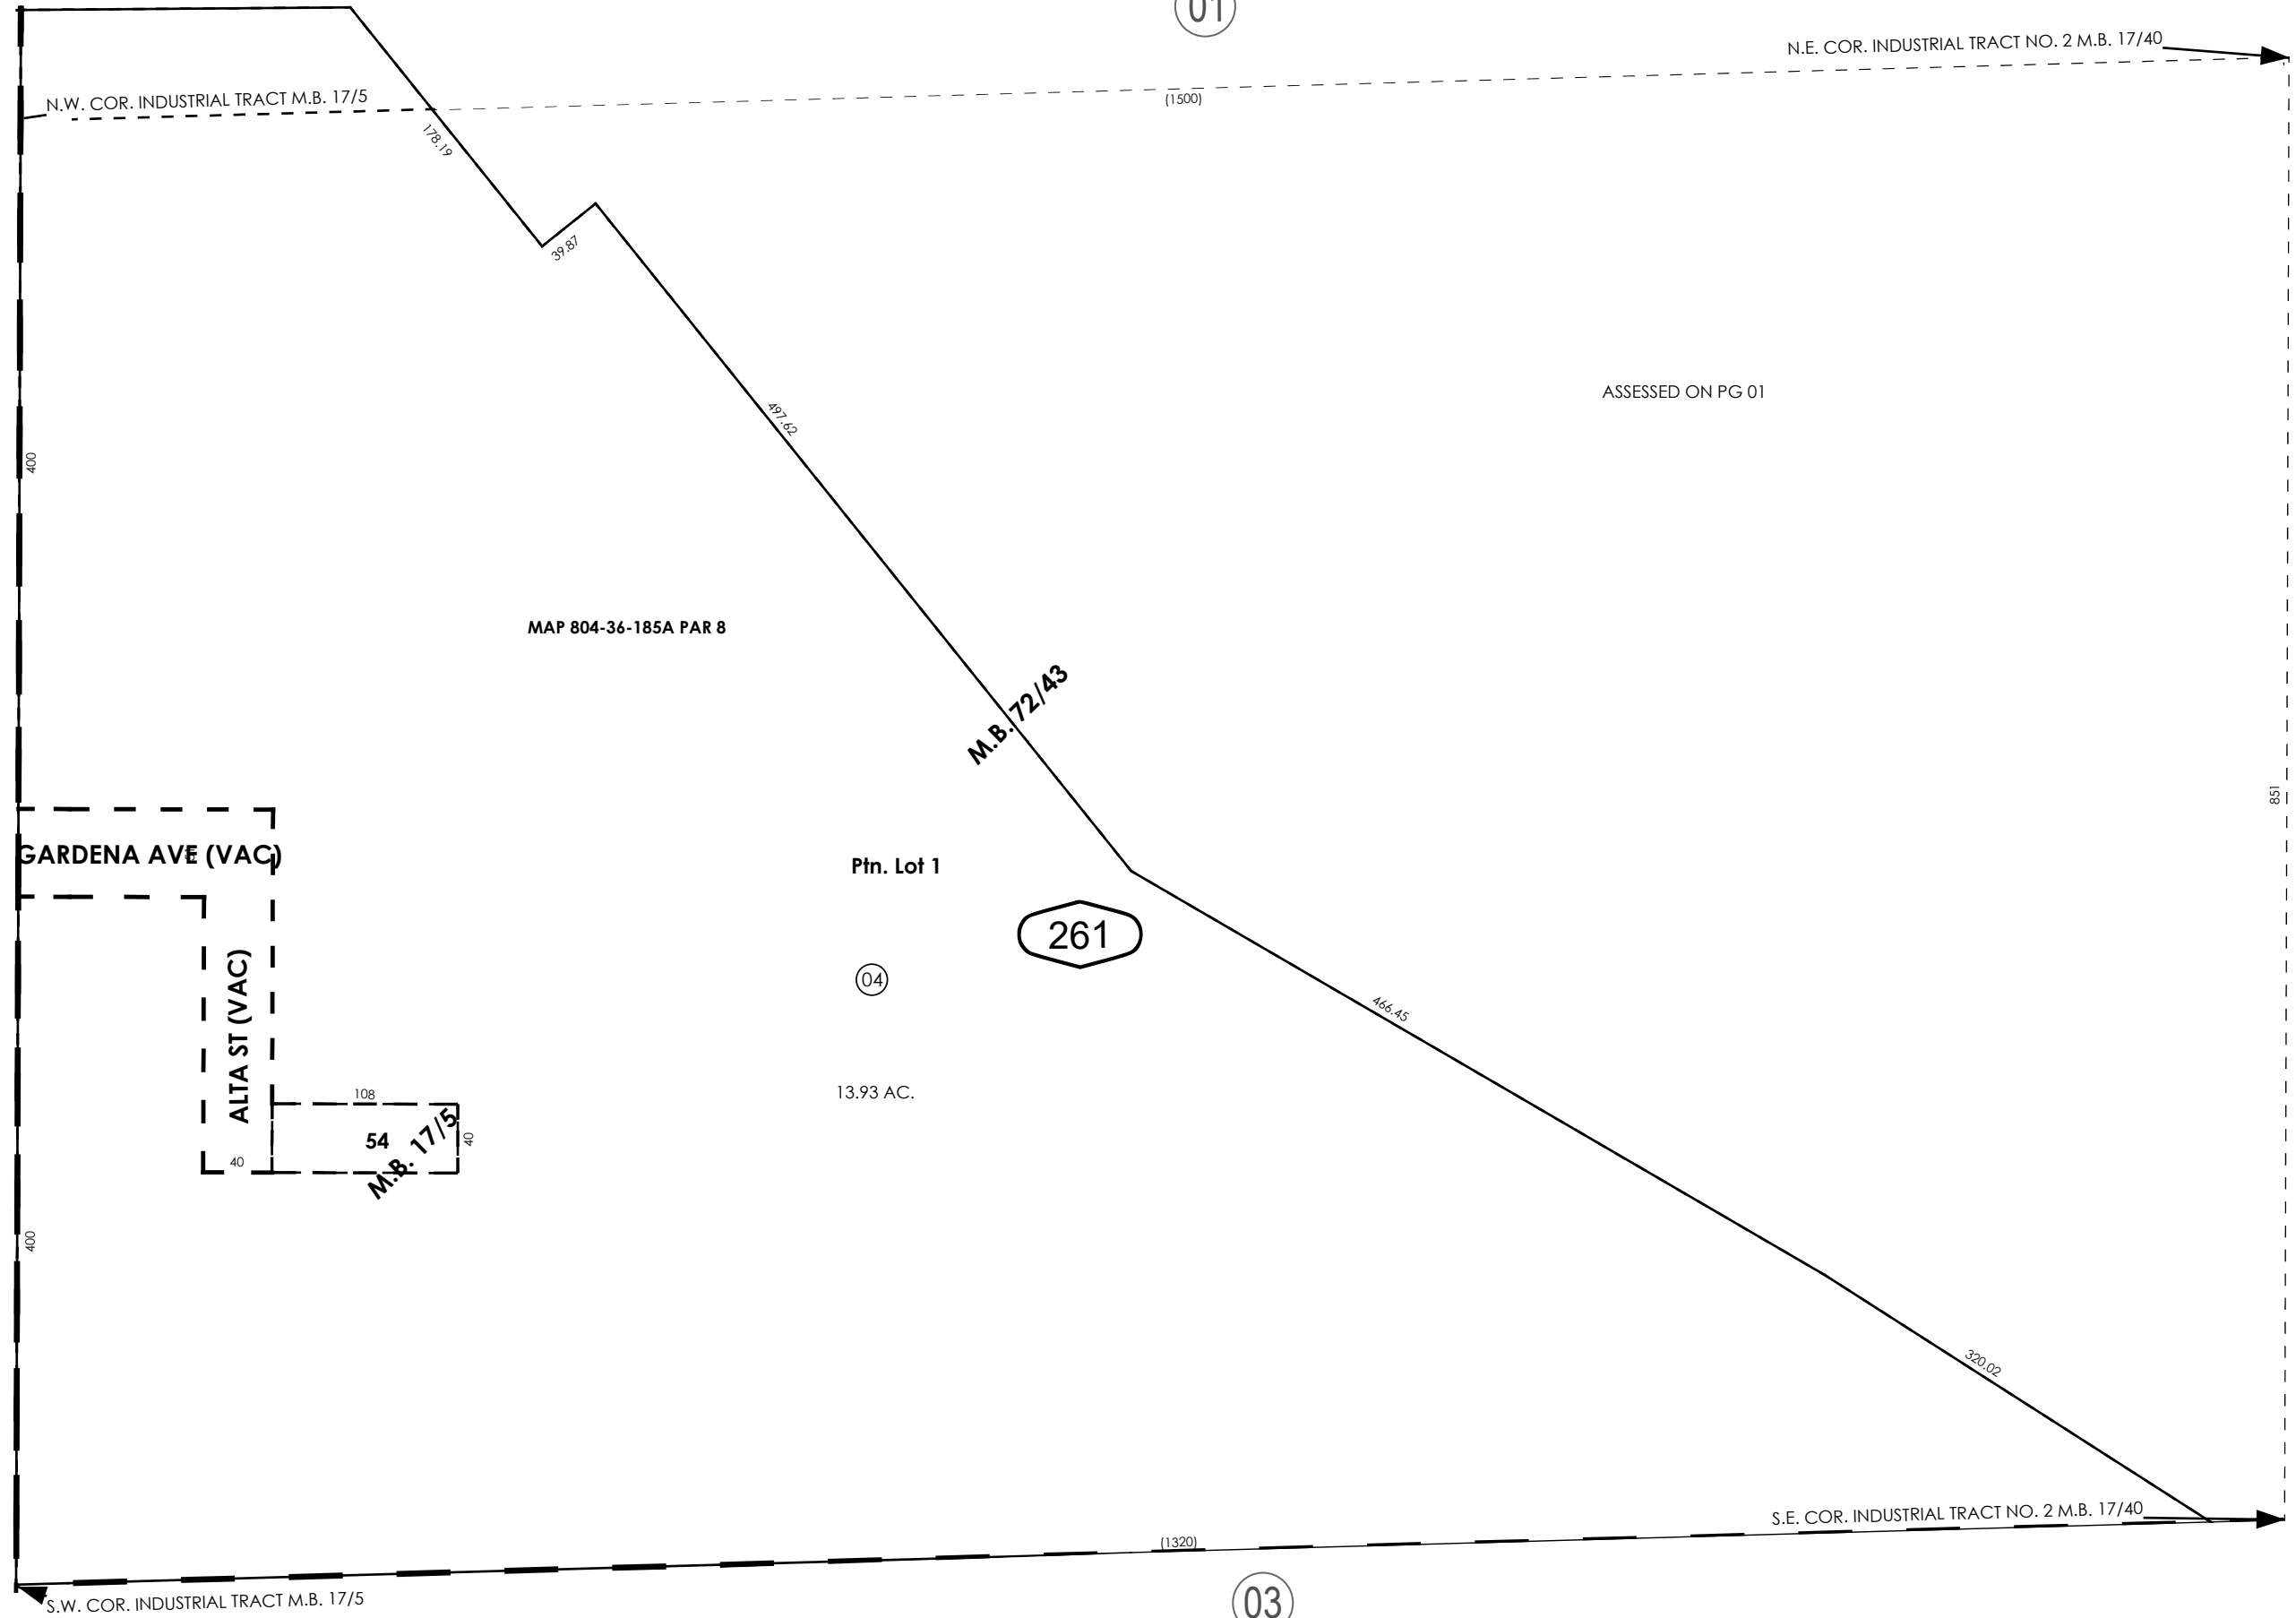 01
N.E. COR. INDUSTRIAL TRACT NO. 2 M.B. 17/40
N.W. COR. INDUSTRIAL TRACT M.B. 17/5
(1500)
178.19
39.87
ASSESSED ON PG 01
497.62
400
MAP 804-36-185A PAR 8
M.B. 72/43
851
GARDENA AVE (VAC)
Ptn. Lot 1
261
04
ALTA ST (VAC)
466.45
13.93 AC.
108
54
40
M.B. 17/5
40
400
320.02
S.E. COR. INDUSTRIAL TRACT NO. 2 M.B. 17/40
(1320)
S.W. COR. INDUSTRIAL TRACT M.B. 17/5
03